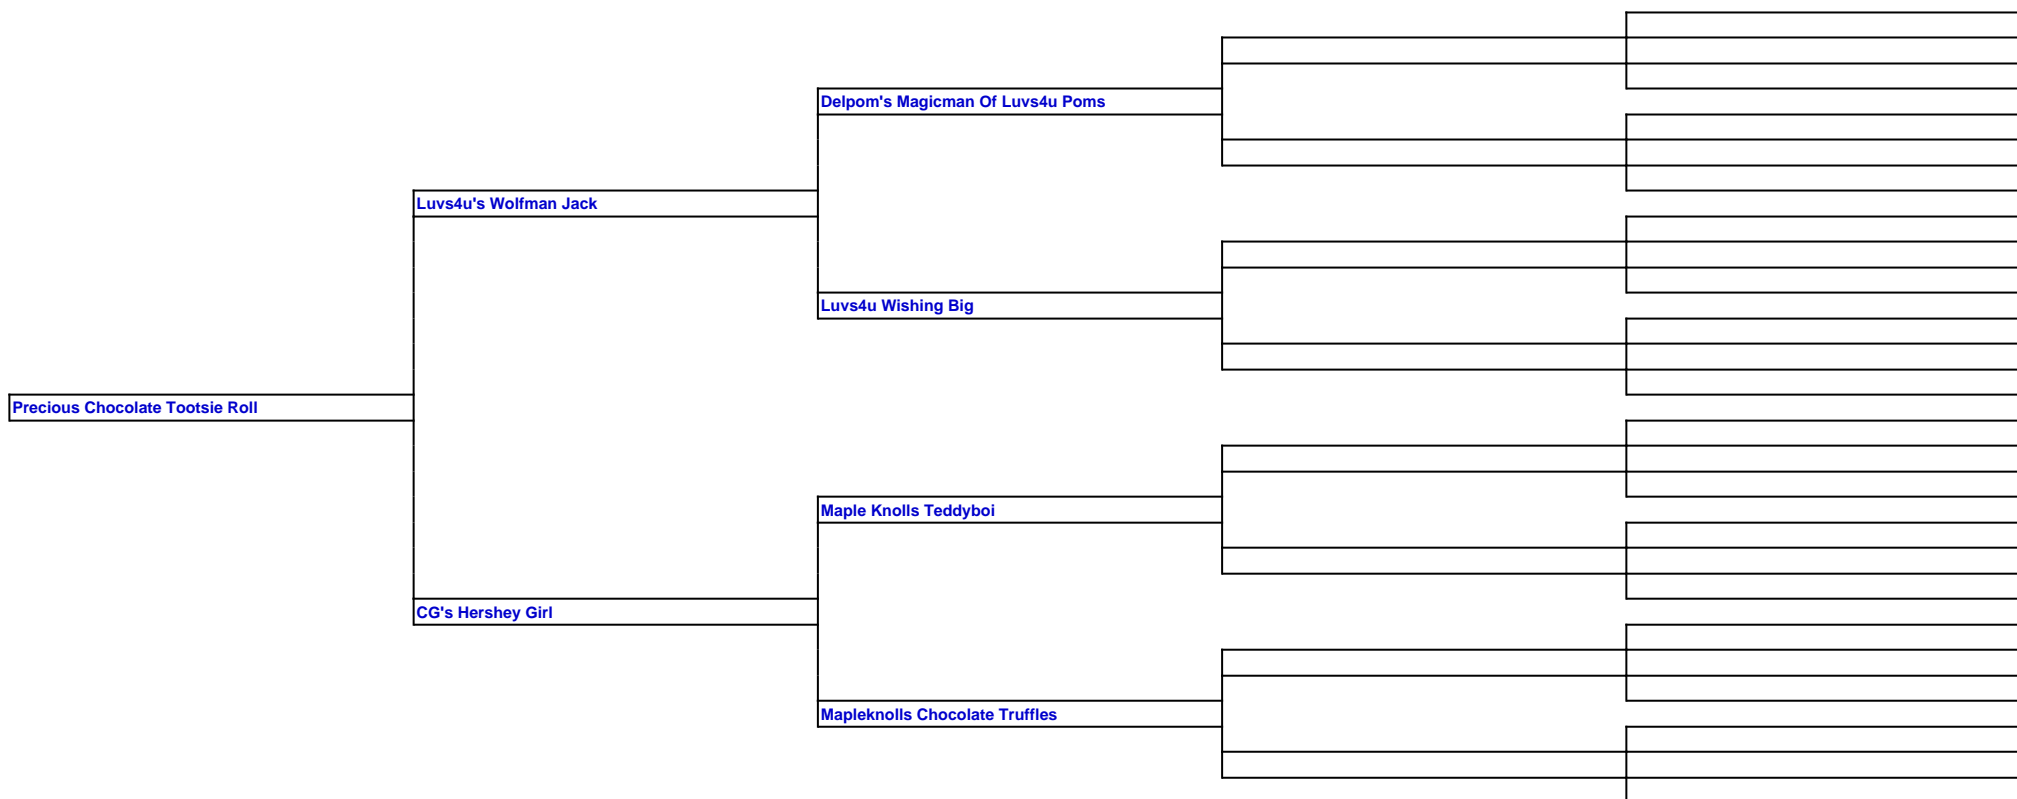 Delpom's Magicman Of Luvs4u Poms
Luvs4u's Wolfman Jack
Luvs4u Wishing Big
Precious Chocolate Tootsie Roll
Maple Knolls Teddyboi
CG's Hershey Girl
Mapleknolls Chocolate Truffles